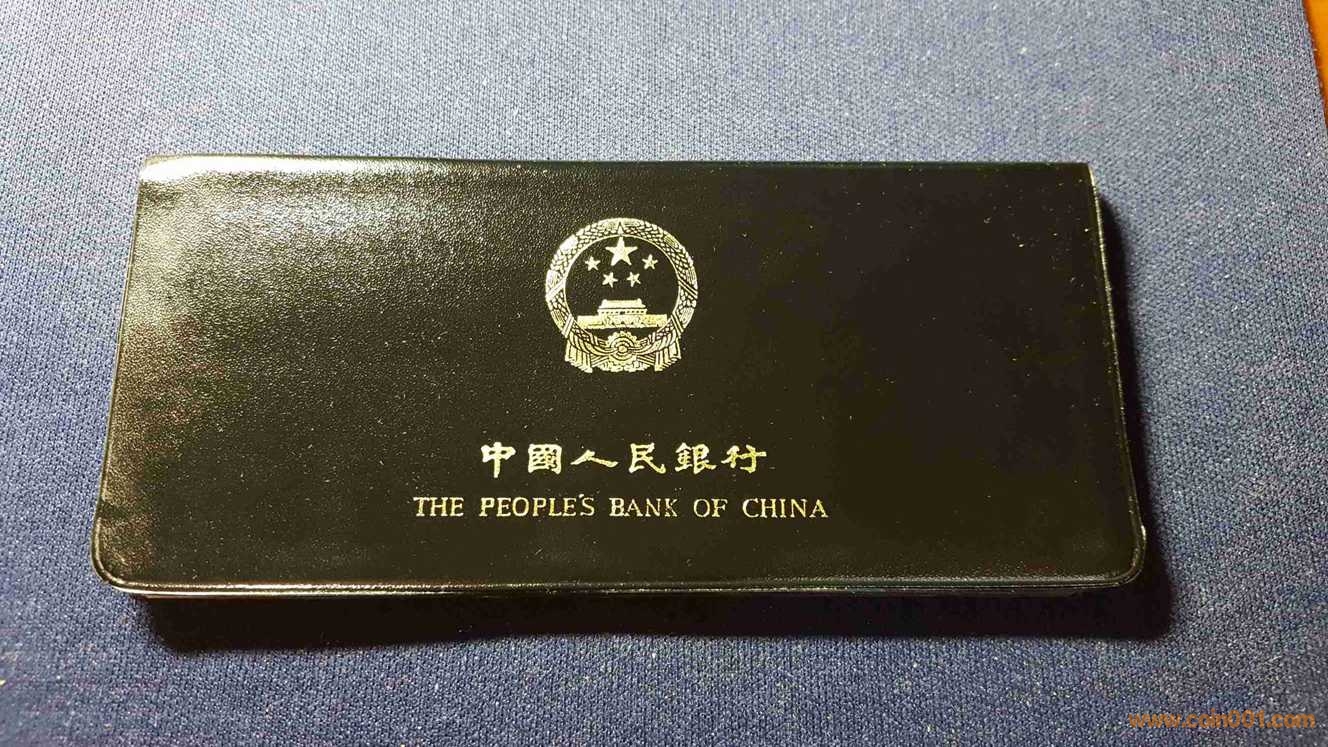 中國人民銀行
THE PEOPLE'S BANK OF CHINA
www.coin001.com